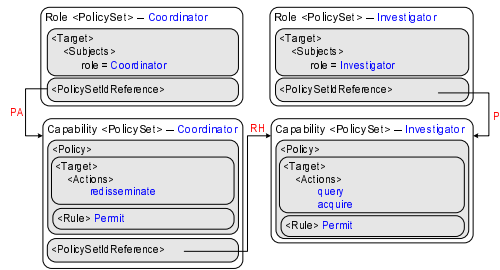 Role <PolicySet> – Coordinator
<Target>
<Subjects>
role = Coordinator
<PolicySetIdReference>
Role <PolicySet> – Investigator
<Target>
<Subjects>
role = Investigator
<PolicySetIdReference>
PA
RH
P
Capability <PolicySet> – Coordinator
<Policy>
<Target>
<Actions>
redisseminate
<Rule> Permit
<PolicySetIdReference>
Capability <PolicySet> – Investigator
<Policy>
<Target>
<Actions>
query
acquire
<Rule> Permit